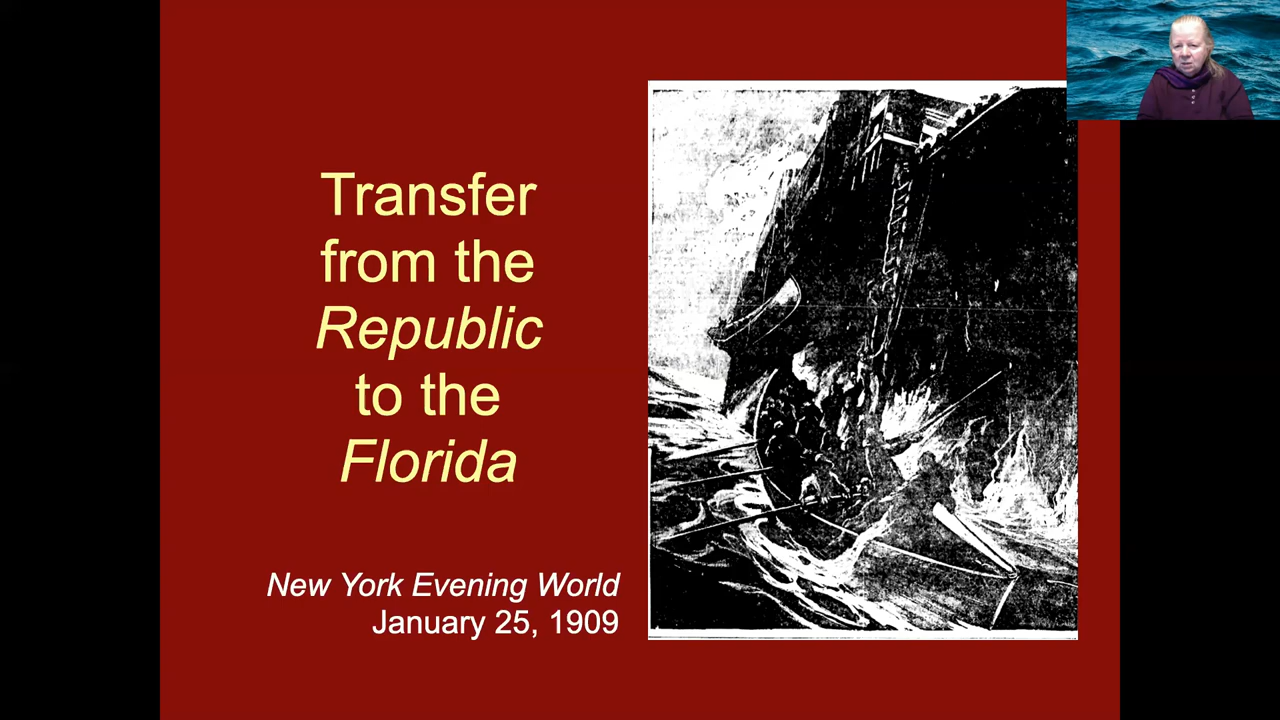 Transfer
from the
Republic
to the
Florida
New York Evening World
January 25, 1909